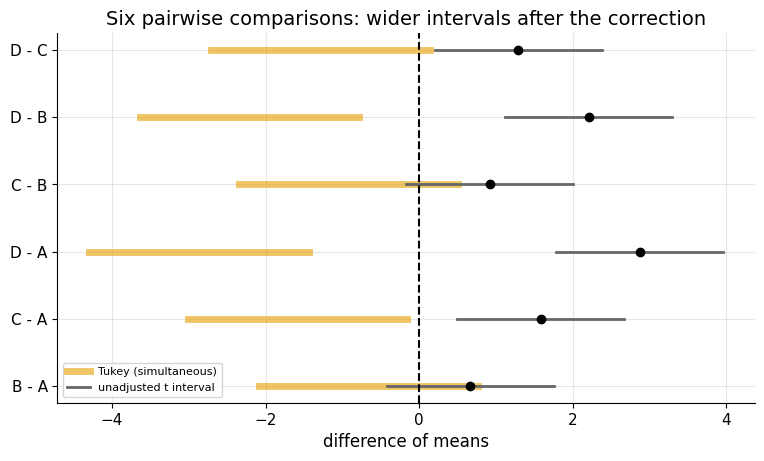 Six pairwise comparisons: wider intervals after the correction
D - C
D - B
C - B
D - A
C - A
B - A
Tukey (simultaneous)
unadjusted t interval
−4
−2
0
2
4
difference of means